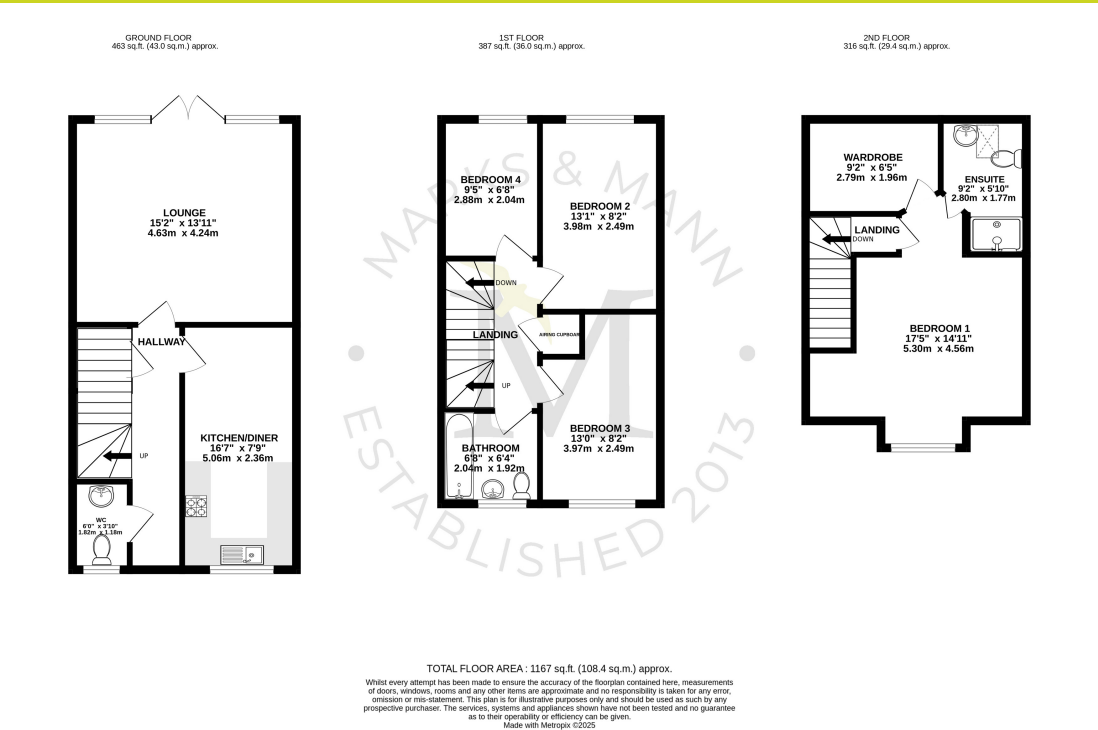 GROUND FLOOR
463 sq.ft. (43.0 sq.m.) approx.
LOUNGE
15'2" x 13'11"
4.63m x 4.24m
HALLWAY
KITCHEN/DINER
16'7" x 7'9"
5.06m x 2.36m
UP
WC
6'0" x 3'10"
1.82m x 1.18m
1ST FLOOR
387 sq.ft. (36.0 sq.m.) approx.
BEDROOM 4
9'5" x 6'8"
2.88m x 2.04m
BEDROOM 2
13'1" x 8'2"
3.98m x 2.49m
DOWN
LANDING
AIRING CUPBOARD
UP
BEDROOM 3
13'0" x 8'2"
3.97m x 2.49m
BATHROOM
6'8" x 6'4"
2.04m x 1.92m
2ND FLOOR
316 sq.ft. (29.4 sq.m.) approx.
WARDROBE
9'2" x 6'5"
2.79m x 1.96m
ENSUITE
9'2" x 5'10"
2.80m x 1.77m
LANDING
DOWN
BEDROOM 1
17'5" x 14'11"
5.30m x 4.56m
MARKS & MANN
M
ESTABLISHED 2013
TOTAL FLOOR AREA : 1167 sq.ft. (108.4 sq.m.) approx.
Whilst every attempt has been made to ensure the accuracy of the floorplan contained here, measurements
of doors, windows, rooms and any other items are approximate and no responsibility is taken for any error,
omission or mis-statement. This plan is for illustrative purposes only and should be used as such by any
prospective purchaser. The services, systems and appliances shown have not been tested and no guarantee
as to their operability or efficiency can be given.
Made with Metropix ©2025